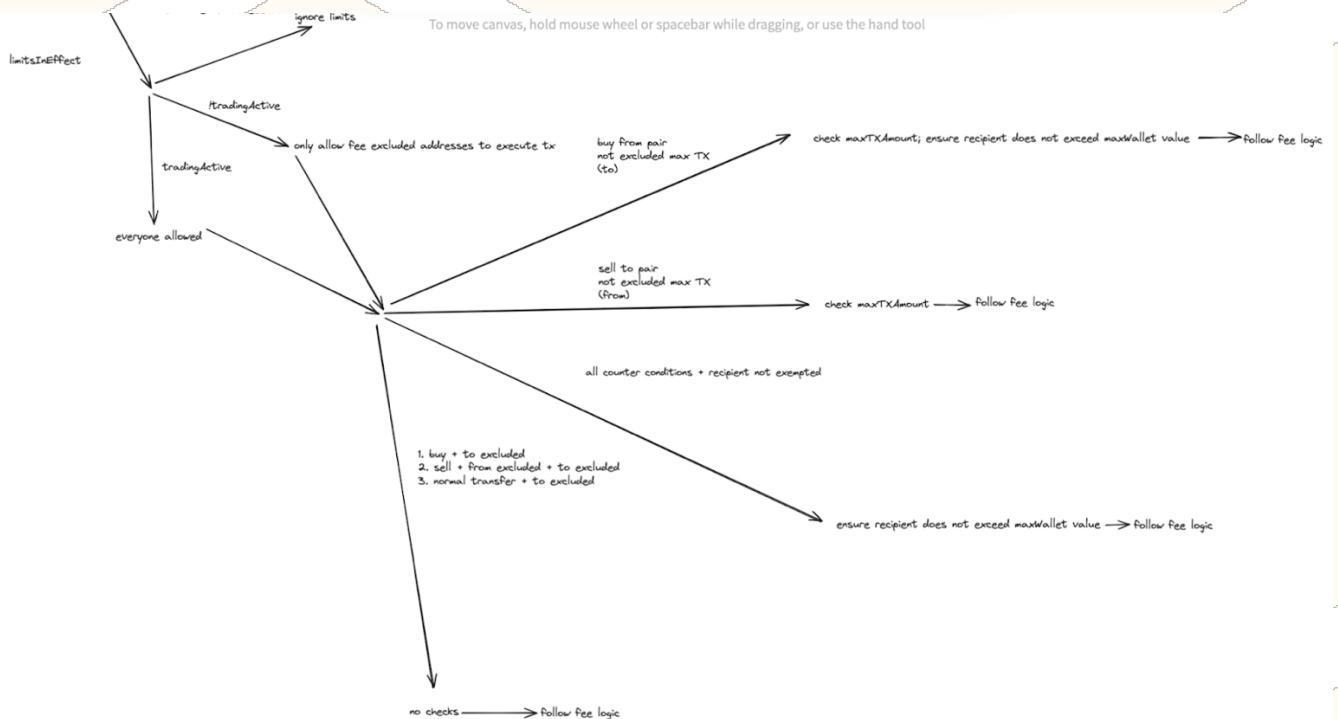 ignore limits
To move canvas, hold mouse wheel or spacebar while dragging, or use the hand tool
limitsInEffect
!tradingActive
only allow fee excluded addresses to execute tx
tradingActive
everyone allowed
buy from pair
not excluded max TX
(to)
check maxTXAmount; ensure recipient does not exceed maxWallet value
follow fee logic
sell to pair
not excluded max TX
(from)
check maxTXAmount
follow fee logic
all counter conditions + recipient not exempted
ensure recipient does not exceed maxWallet value
follow fee logic
1. buy + to excluded
2. sell + from excluded + to excluded
3. normal transfer + to excluded
no checks
follow fee logic